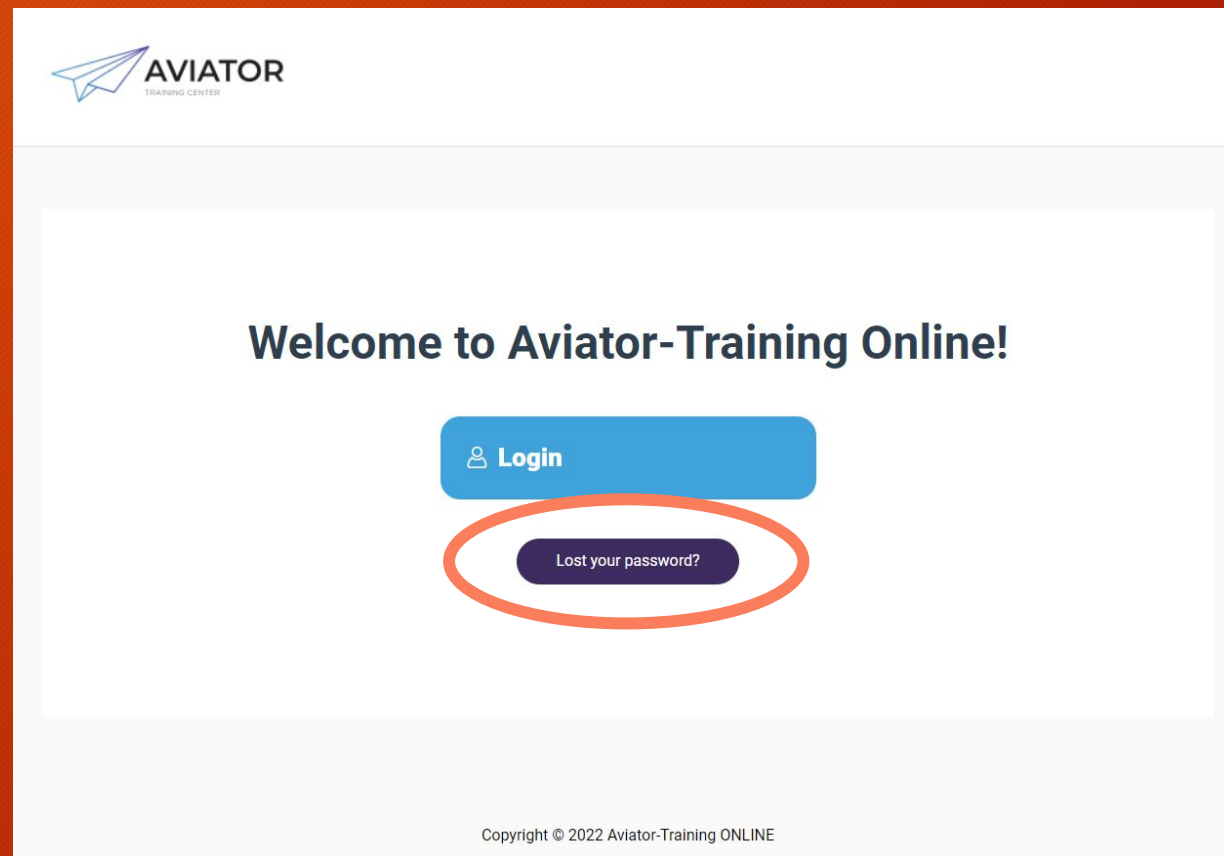 AVIATOR
TRAINING CENTER
Welcome to Aviator-Training Online!
Login
Lost your password?
Copyright © 2022 Aviator-Training ONLINE